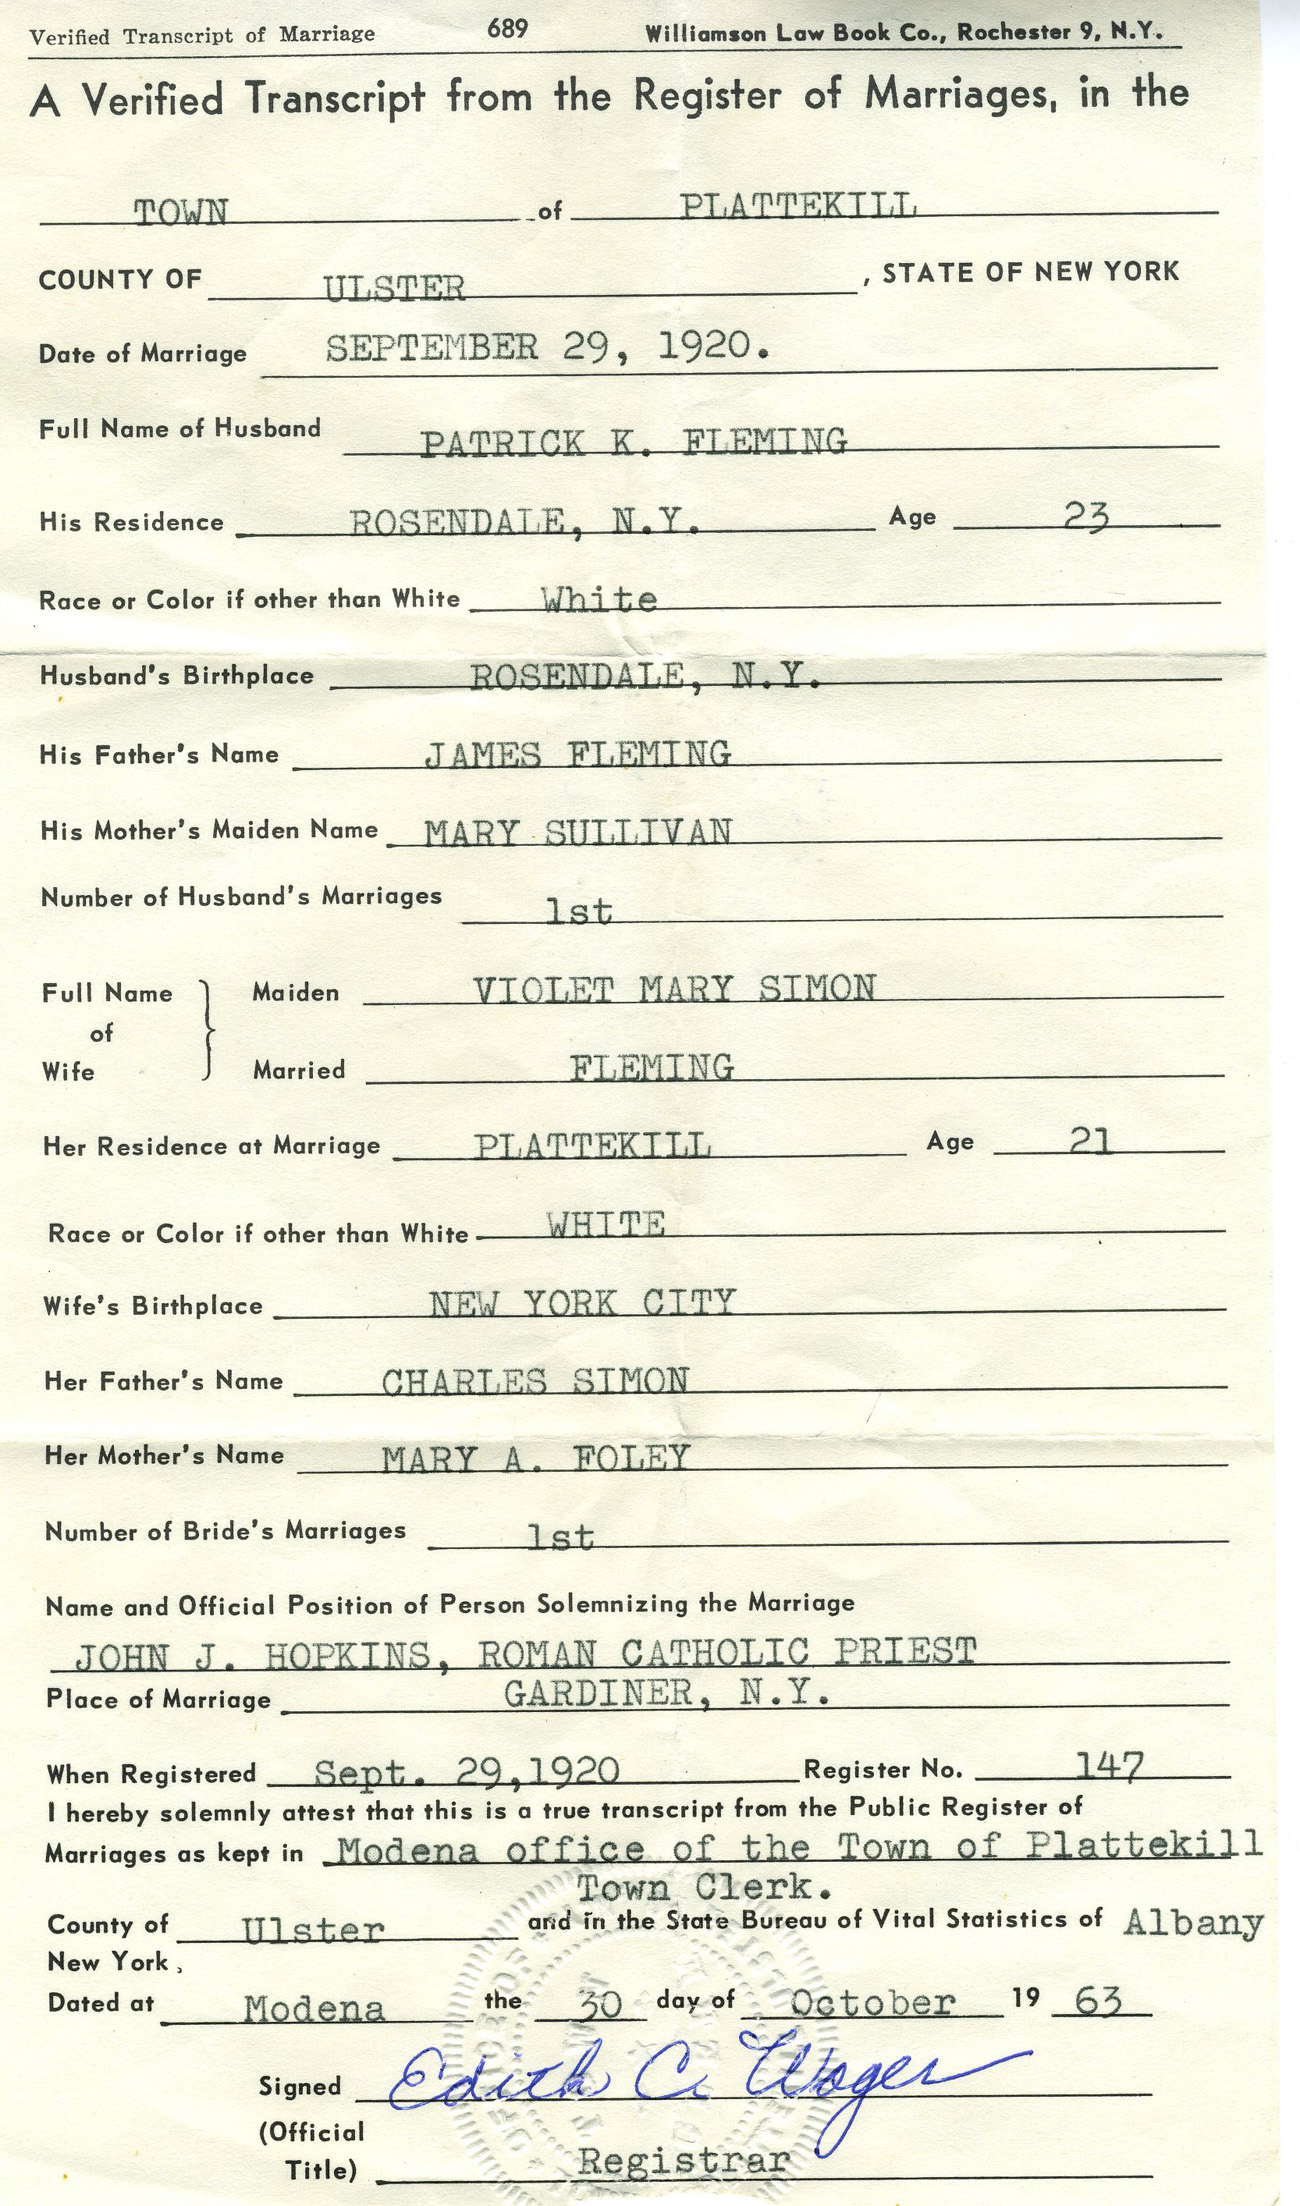 Verified Transcript of Marriage 689 Williamson Law Book Co., Rochester 9, N.Y.
A Verified Transcript from the Register of Marriages, in the
TOWN of PLATTEKILL
COUNTY OF ULSTER, STATE OF NEW YORK
Date of Marriage SEPTEMBER 29, 1920.
Full Name of Husband PATRICK K. FLEMING
His Residence ROSENDALE, N.Y. Age 23
Race or Color if other than White White
Husband's Birthplace ROSENDALE, N.Y.
His Father's Name JAMES FLEMING
His Mother's Maiden Name MARY SULLIVAN
Number of Husband's Marriages 1st
Full Name Maiden VIOLET MARY SIMON
of
Wife Married FLEMING
Her Residence at Marriage PLATTEKILL Age 21
Race or Color if other than White WHITE
Wife's Birthplace NEW YORK CITY
Her Father's Name CHARLES SIMON
Her Mother's Name MARY A. FOLEY
Number of Bride's Marriages 1st
Name and Official Position of Person Solemnizing the Marriage
JOHN J. HOPKINS, ROMAN CATHOLIC PRIEST
Place of Marriage GARDINER, N.Y.
When Registered Sept. 29,1920 Register No. 147
I hereby solemnly attest that this is a true transcript from the Public Register of
Marriages as kept in Modena office of the Town of Plattekill
Town Clerk.
County of Ulster and in the State Bureau of Vital Statistics of Albany
New York,
Dated at Modena the 30 day of October 19 63
Signed Edith C. Wager
(Official
Title) Registrar